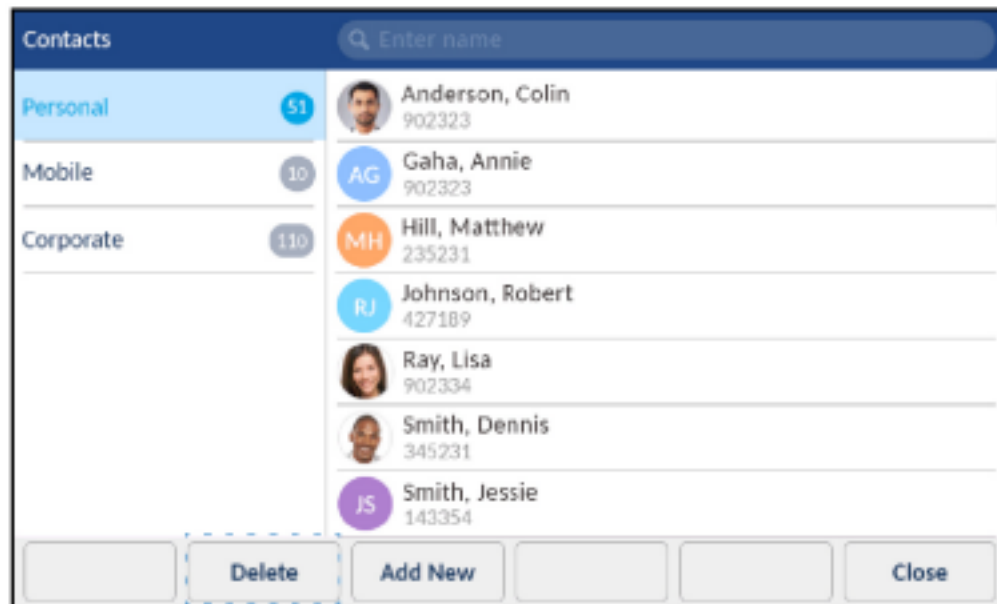 Contacts
Enter name
Personal 51
Mobile 10
Corporate 110
Anderson, Colin
902323
AG
Gaha, Annie
902323
MH
Hill, Matthew
235231
RJ
Johnson, Robert
427189
Ray, Lisa
902334
Smith, Dennis
345231
JS
Smith, Jessie
143354
Delete
Add New
Close